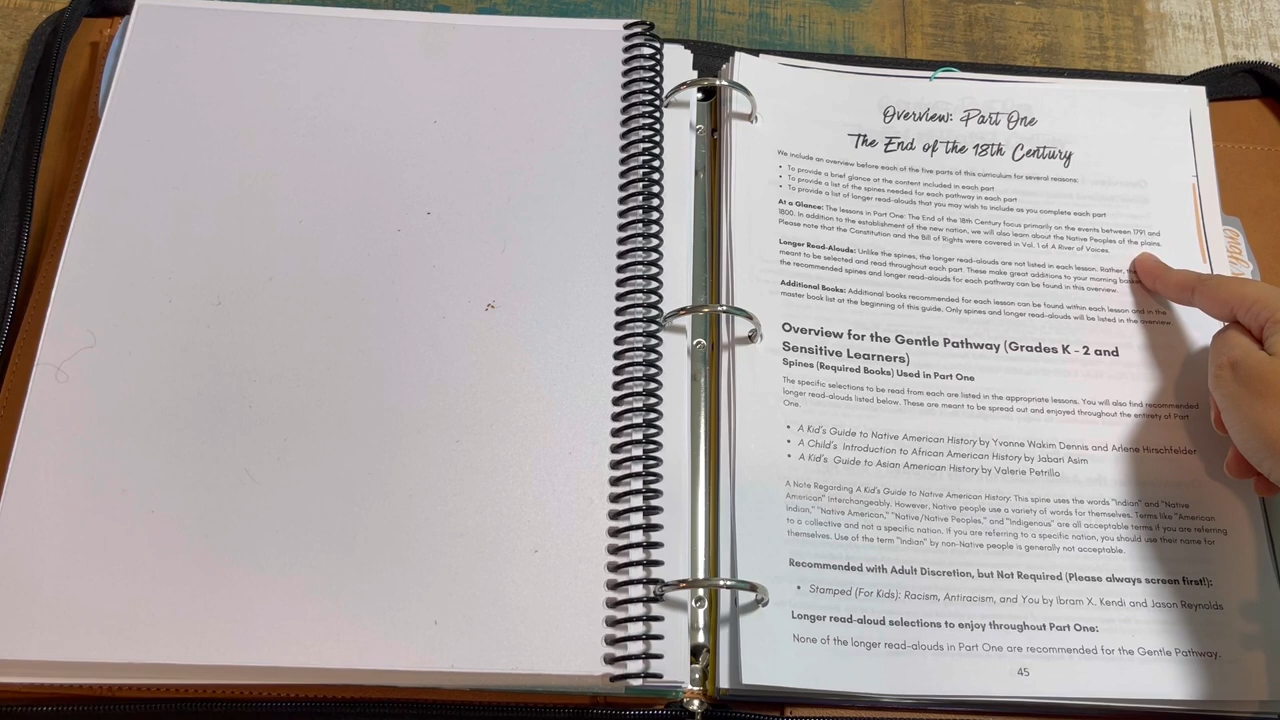 Overview: Part One
The End of the 18th Century
We include an overview before each of the five parts of this curriculum for several reasons:
• To provide a brief glance at the content included in each part
• To provide a list of the spines needed for each pathway in each part
• To provide a list of longer read-alouds that you may wish to include as you complete each part
At a Glance: The lessons in Part One: The End of the 18th Century focus primarily on the events between 1791 and
1800. In addition to the establishment of the new nation, we will also learn about the Native Peoples of the plains.
Please note that the Constitution and the Bill of Rights were covered in Vol. 1 of A River of Voices.
Longer Read-Alouds: Unlike the spines, the longer read-alouds are not listed in each lesson. Rather,
meant to be selected and read throughout each part. These make great additions to your morning
the recommended spines and longer read-alouds for each pathway can be found in this overview.
Additional Books: Additional books recommended for each lesson can be found within each lesson and in the
master book list at the beginning of this guide. Only spines and longer read-alouds will be listed in the overview.
Overview for the Gentle Pathway (Grades K - 2 and
Sensitive Learners)
Spines (Required Books) Used in Part One
The specific selections to be read from each are listed in the appropriate lessons. You will also find recommended
longer read-alouds listed below. These are meant to be spread out and enjoyed throughout the entirety of Part
One.
• A Kid's Guide to Native American History by Yvonne Wakim Dennis and Arlene Hirschfelder
• A Child's Introduction to African American History by Jabari Asim
• A Kid's Guide to Asian American History by Valerie Petrillo
A Note Regarding A Kid's Guide to Native American History: This spine uses the words "Indian" and "Native
American" interchangeably. However, Native people use a variety of words for themselves. Terms like "American
Indian," "Native American," "Native/Native Peoples," and "Indigenous" are all acceptable terms if you are referring
to a collective and not a specific nation. If you are referring to a specific nation, you should use their name for
themselves. Use of the term "Indian" by non-Native people is generally not acceptable.
Recommended with Adult Discretion, but Not Required (Please always screen first!):
• Stamped (For Kids): Racism, Antiracism, and You by Ibram X. Kendi and Jason Reynolds
Longer read-aloud selections to enjoy throughout Part One:
None of the longer read-alouds in Part One are recommended for the Gentle Pathway.
45